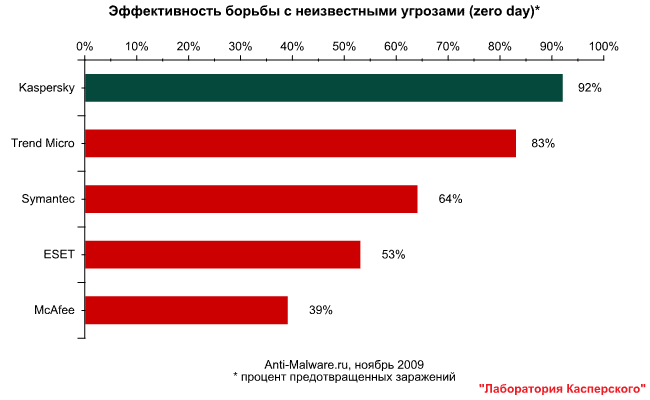 Эффективность борьбы с неизвестными угрозами (zero day)*
0% 10% 20% 30% 40% 50% 60% 70% 80% 90% 100%
Kaspersky 92%
Trend Micro 83%
Symantec 64%
ESET 53%
McAfee 39%
Anti-Malware.ru, ноябрь 2009
* процент предотвращенных заражений
"Лаборатория Касперского"